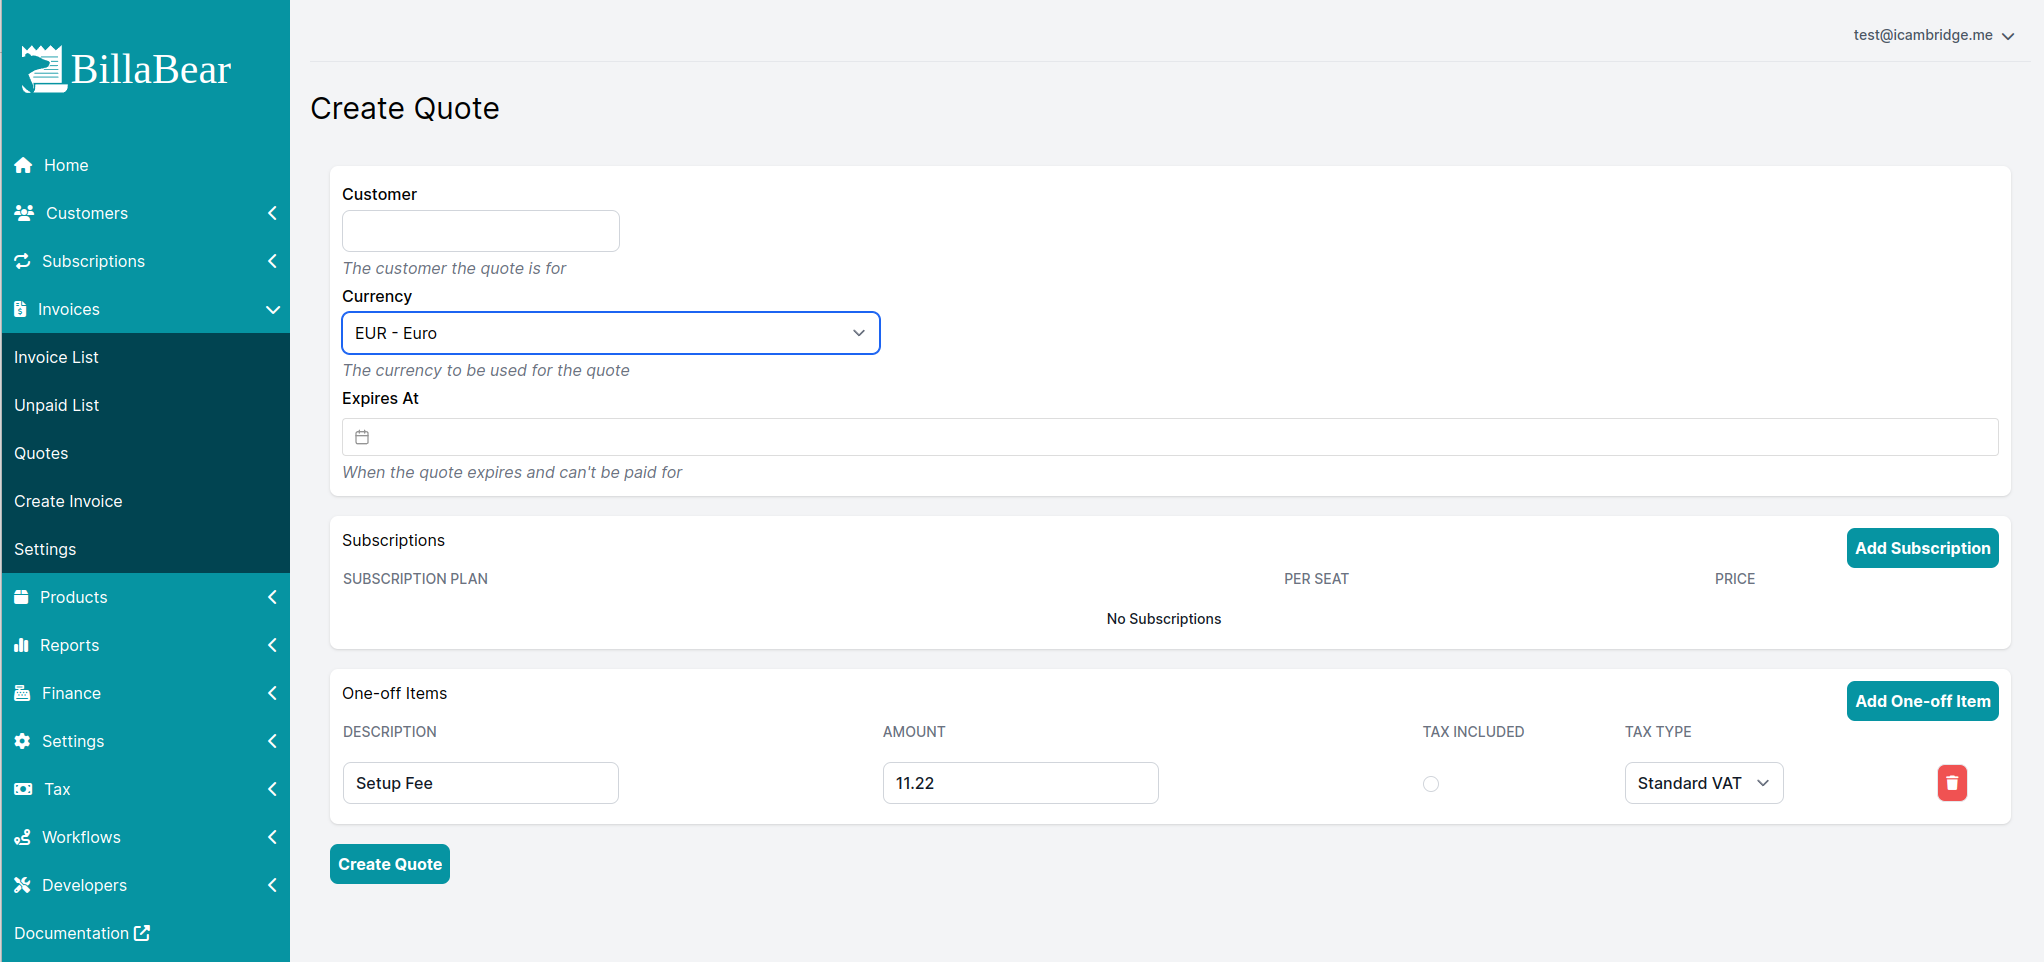 BillaBear
test@icambridge.me
Create Quote
Home
Customers
Subscriptions
Invoices
Invoice List
Unpaid List
Quotes
Create Invoice
Settings
Products
Reports
Finance
Settings
Tax
Workflows
Developers
Documentation
Customer
The customer the quote is for
Currency
EUR - Euro
The currency to be used for the quote
Expires At
When the quote expires and can't be paid for
Subscriptions
Add Subscription
SUBSCRIPTION PLAN PER SEAT PRICE
No Subscriptions
One-off Items
Add One-off Item
DESCRIPTION AMOUNT TAX INCLUDED TAX TYPE
Setup Fee 11.22 Standard VAT
Create Quote